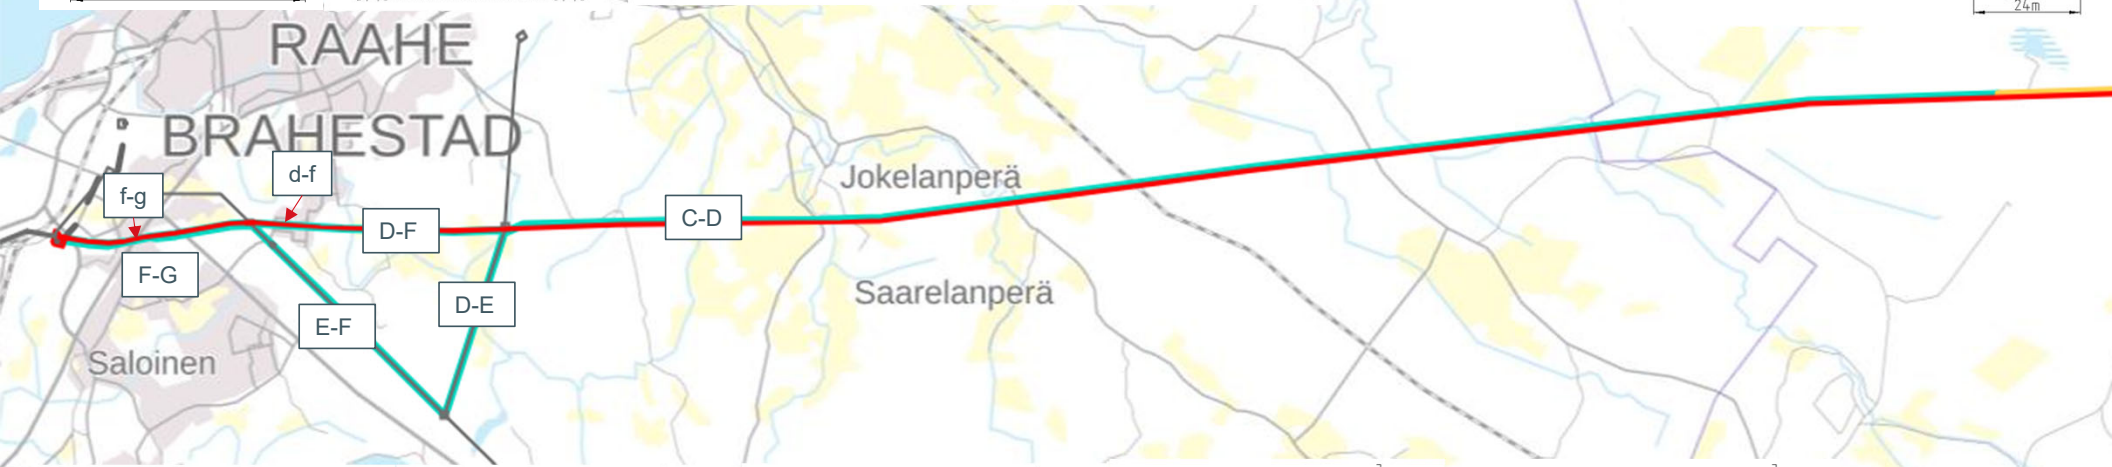 24m
RAAHE
BRAHESTAD
d-f
f-g
Jokelanperä
C-D
D-F
F-G
Saarelanperä
D-E
E-F
Saloinen